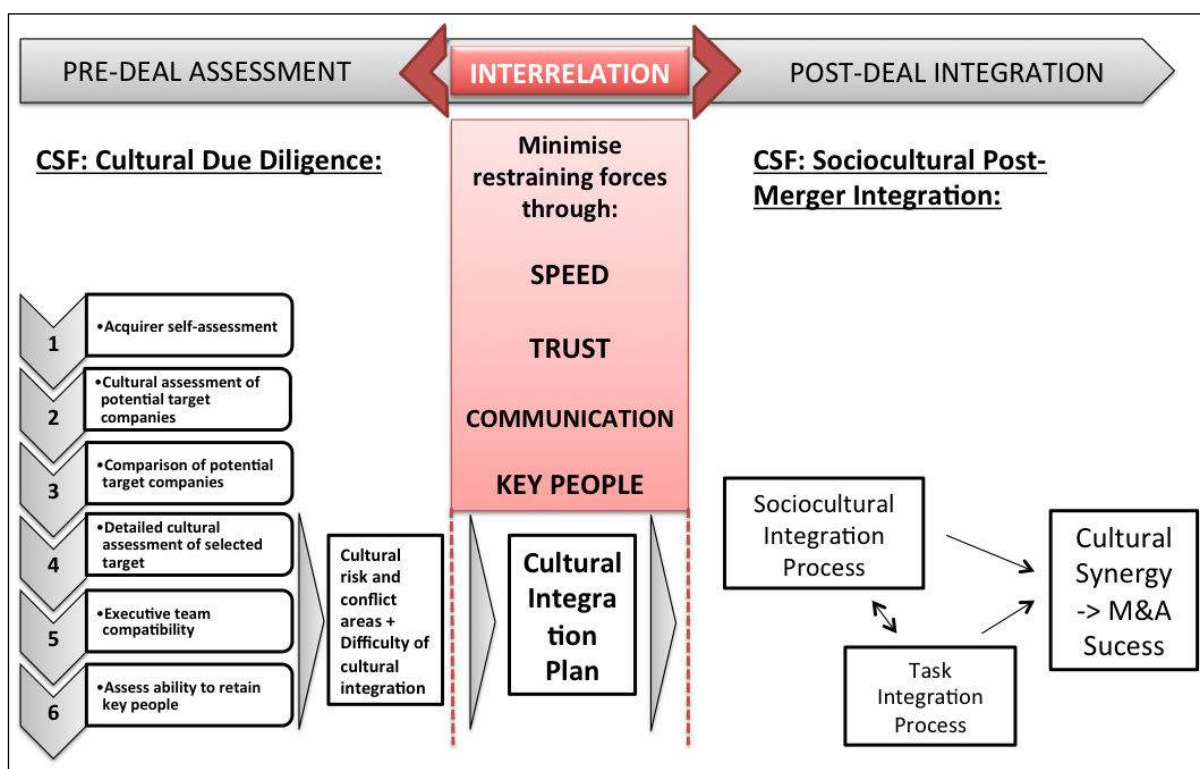 PRE-DEAL ASSESSMENT
INTERRELATION
POST-DEAL INTEGRATION
CSF: Cultural Due Diligence:
1
•Acquirer self-assessment
2
•Cultural assessment of
potential target
companies
3
•Comparison of potential
target companies
4
•Detailed cultural
assessment of selected
target
5
•Executive team
compatibility
6
•Assess ability to retain
key people
Cultural
risk and
conflict
areas +
Difficulty of
cultural
integration
Minimise
restraining forces
through:
SPEED
TRUST
COMMUNICATION
KEY PEOPLE
Cultural
Integra
tion
Plan
CSF: Sociocultural Post-
Merger Integration:
Sociocultural
Integration
Process
Task
Integration
Process
Cultural
Synergy
-> M&A
Sucess